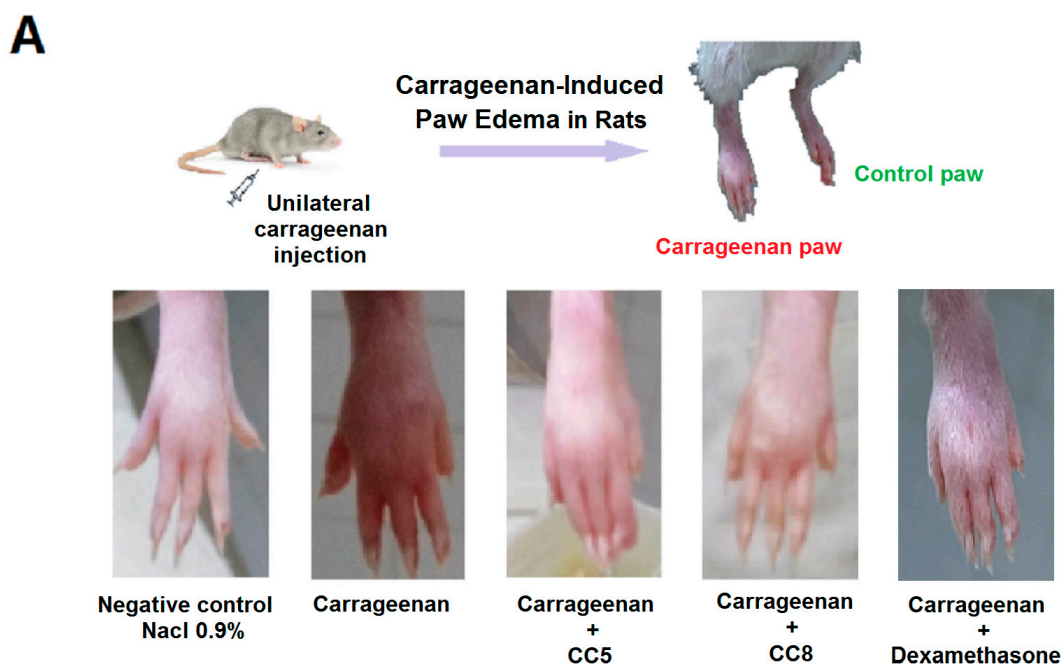 A
Carrageenan-Induced
Paw Edema in Rats
Unilateral
carrageenan
injection
Control paw
Carrageenan paw
Negative control
NacI 0.9%
Carrageenan
Carrageenan
+
CC5
Carrageenan
+
CC8
Carrageenan
+
Dexamethasone